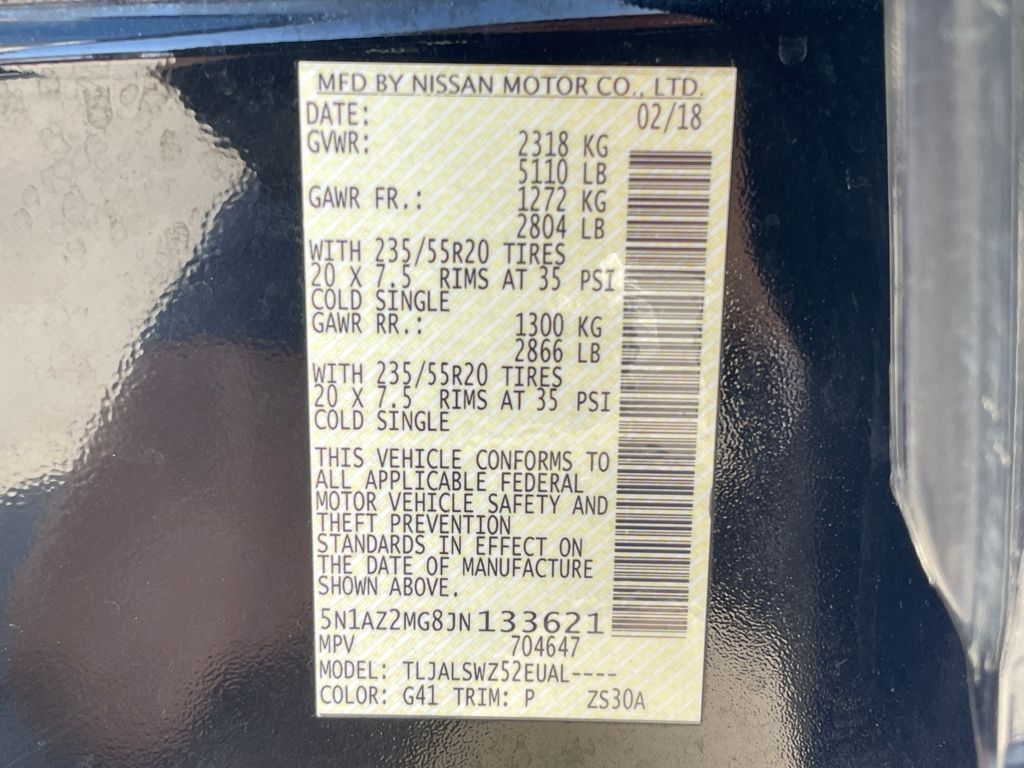 MFD BY NISSAN MOTOR CO., LTD.
DATE: 02/18
GVWR: 2318 KG
5110 LB
GAWR FR.: 1272 KG
2804 LB
WITH 235/55R20 TIRES
20 X 7.5 RIMS AT 35 PSI
COLD SINGLE
GAWR RR.: 1300 KG
2866 LB
WITH 235/55R20 TIRES
20 X 7.5 RIMS AT 35 PSI
COLD SINGLE
THIS VEHICLE CONFORMS TO
ALL APPLICABLE FEDERAL
MOTOR VEHICLE SAFETY AND
THEFT PREVENTION
STANDARDS IN EFFECT ON
THE DATE OF MANUFACTURE
SHOWN ABOVE.
5N1AZ2MG8JN133621
MPV 704647
MODEL: TLJALSWZ52EUAL----
COLOR: G41 TRIM: P ZS30A